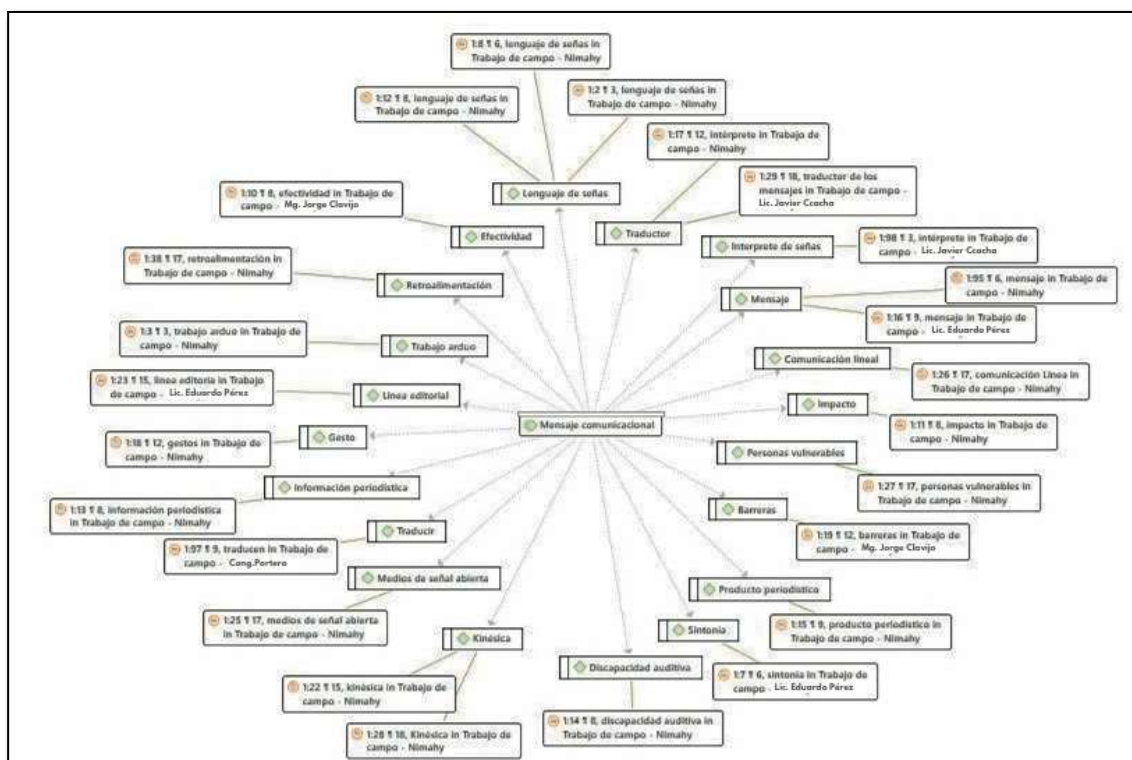 1:8 ¶ 6, lenguaje de señas in
Trabajo de campo - Nimahy
1:12 ¶ 8, lenguaje de señas in
Trabajo de campo - Nimahy
1:2 ¶ 3, lenguaje de señas in
Trabajo de campo - Nimahy
1:17 ¶ 12, intérprete in Trabajo de
campo - Nimahy
1:29 ¶ 18, traductor de los
mensajes in Trabajo de campo -
Lic. Javier Ccacha
Lenguaje de señas
1:10 ¶ 8, efectividad in Trabajo de
campo - Mg. Jorge Clavijo
Efectividad
Traductor
Interprete de señas
1:98 ¶ 3, intérprete in Trabajo de
campo - Lic. Javier Ccacha
1:38 ¶ 17, retroalimentación in
Trabajo de campo - Nimahy
Retroalimentación
Mensaje
1:95 ¶ 6, mensaje in Trabajo de
campo - Nimahy
1:16 ¶ 9, mensaje in Trabajo de
campo - Lic. Eduardo Pérez
1:3 ¶ 3, trabajo arduo in Trabajo de
campo - Nimahy
Trabajo arduo
Comunicación lineal
1:26 ¶ 17, comunicación Línea in
Trabajo de campo - Nimahy
1:23 ¶ 15, linea editoria in Trabajo
de campo - Lic. Eduardo Pérez
Línea editorial
Impacto
1:11 ¶ 8, impacto in Trabajo de
campo - Nimahy
Mensaje comunicacional
1:18 ¶ 12, gestos in Trabajo de
campo - Nimahy
Gesto
Personas vulnerables
1:27 ¶ 17, personas vulnerables in
Trabajo de campo - Nimahy
Información periodística
1:13 ¶ 8, información periodística
in Trabajo de campo - Nimahy
Barreras
1:19 ¶ 12, barreras in Trabajo de
campo - Mg. Jorge Clavijo
Traducir
1:97 ¶ 9, traducen in Trabajo de
campo - Cong.Portero
Medios de señal abierta
1:25 ¶ 17, medios de señal abierta
in Trabajo de campo - Nimahy
Producto periodístico
1:15 ¶ 9, producto periodístico in
Trabajo de campo - Nimahy
Kinésica
Sintonía
1:7 ¶ 6, sintonia in Trabajo de
campo - Lic. Eduardo Pérez
Discapacidad auditiva
1:22 ¶ 15, kinésica in Trabajo de
campo - Nimahy
1:28 ¶ 18, Kinésica in Trabajo de
campo - Nimahy
1:14 ¶ 8, discapacidad auditiva in
Trabajo de campo - Nimahy